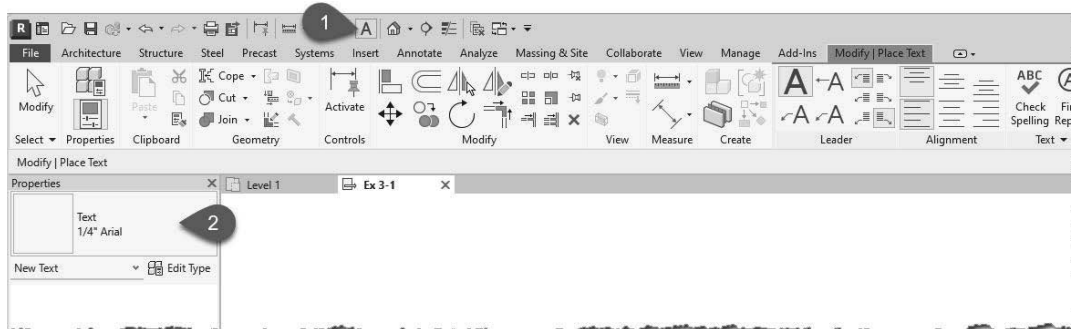 1
A
File Architecture Structure Steel Precast Systems Insert Annotate Analyze Massing & Site Collaborate View Manage Add-Ins Modify | Place Text
Modify
Paste
Cope
Cut
Join
Activate
A
A
A A
ABC
Check
Spelling
Select Properties Clipboard Geometry Controls Modify View Measure Create Leader Alignment Text
Modify | Place Text
Properties
Level 1 Ex 3-1
Text
1/4" Arial
2
New Text Edit Type